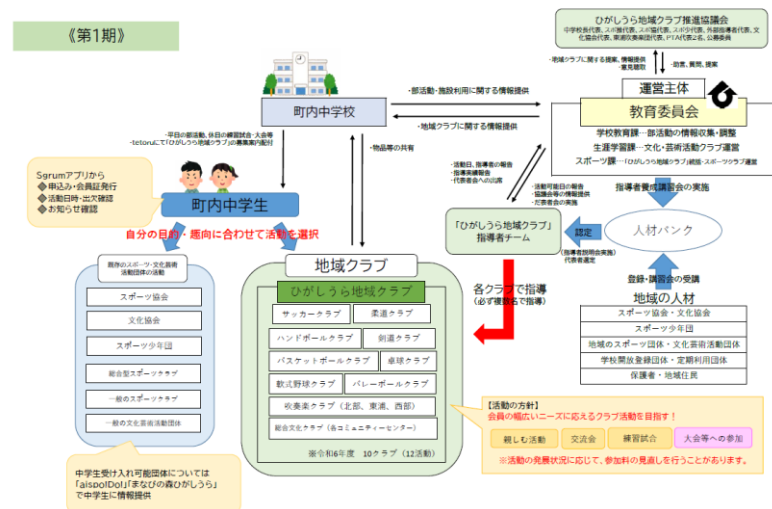 《第1期》
ひがしうら地域クラブ推進協議会
中学校長代表、スポ推代表、スポ協代表、スポ少代表、外部指導者代表、文
化協会代表、東浦吹奏楽団代表、PTA代表2名、公募委員
・地域クラブに関する提案、情報提供
・意見聴取
・助言、質問、提案
運営主体
教育委員会
学校教育課…部活動の情報収集・調整
生涯学習課…文化・芸術活動クラブ運営
スポーツ課…「ひがしうら地域クラブ」統括・スポーツクラブ運営
町内中学校
・部活動・施設利用に関する情報提供
・地域クラブに関する情報提供
・平日の部活動、休日の練習試合・大会等
・tetoruにて「ひがしうら地域クラブ」の募集案内配付
・物品等の共有
Sgrumアプリから
◆申込み・会員証発行
◆活動日時・出欠確認
◆お知らせ確認
町内中学生
自分の目的・趣向に合わせて活動を選択
・活動日、指導者の報告
・指導実績報告
・代表者会への出席
・活動可能日の報告
・協議会等の情報提供
・だ表者会の実施
指導者養成講習会の実施
「ひがしうら地域クラブ」
指導者チーム
認定
(指導者説明会実施)
代表者選定
人材バンク
登録・講習会の受講
地域の人材
スポーツ協会・文化協会
スポーツ少年団
地域のスポーツ団体・文化芸術活動団体
学校開放登録団体・定期利用団体
保護者・地域住民
各クラブで指導
(必ず複数名で指導)
既存のスポーツ・文化芸術
活動団体の活動
スポーツ協会
文化協会
スポーツ少年団
総合型スポーツクラブ
一般のスポーツクラブ
一般の文化芸術活動団体
地域クラブ
ひがしうら地域クラブ
サッカークラブ
柔道クラブ
ハンドボールクラブ
剣道クラブ
バスケットボールクラブ
卓球クラブ
軟式野球クラブ
バレーボールクラブ
吹奏楽クラブ（北部、東浦、西部）
総合文化クラブ（各コミュニティーセンター）
※令和6年度 10クラブ（12活動）
【活動の方針】
会員の幅広いニーズに応えるクラブ活動を目指す！
親しむ活動
交流会
練習試合
大会等への参加
※活動の発展状況に応じて、参加料の見直しを行うことがあります。
中学生受け入れ可能団体については
「aispo!Do!」「まなびの森ひがしうら」
で中学生に情報提供